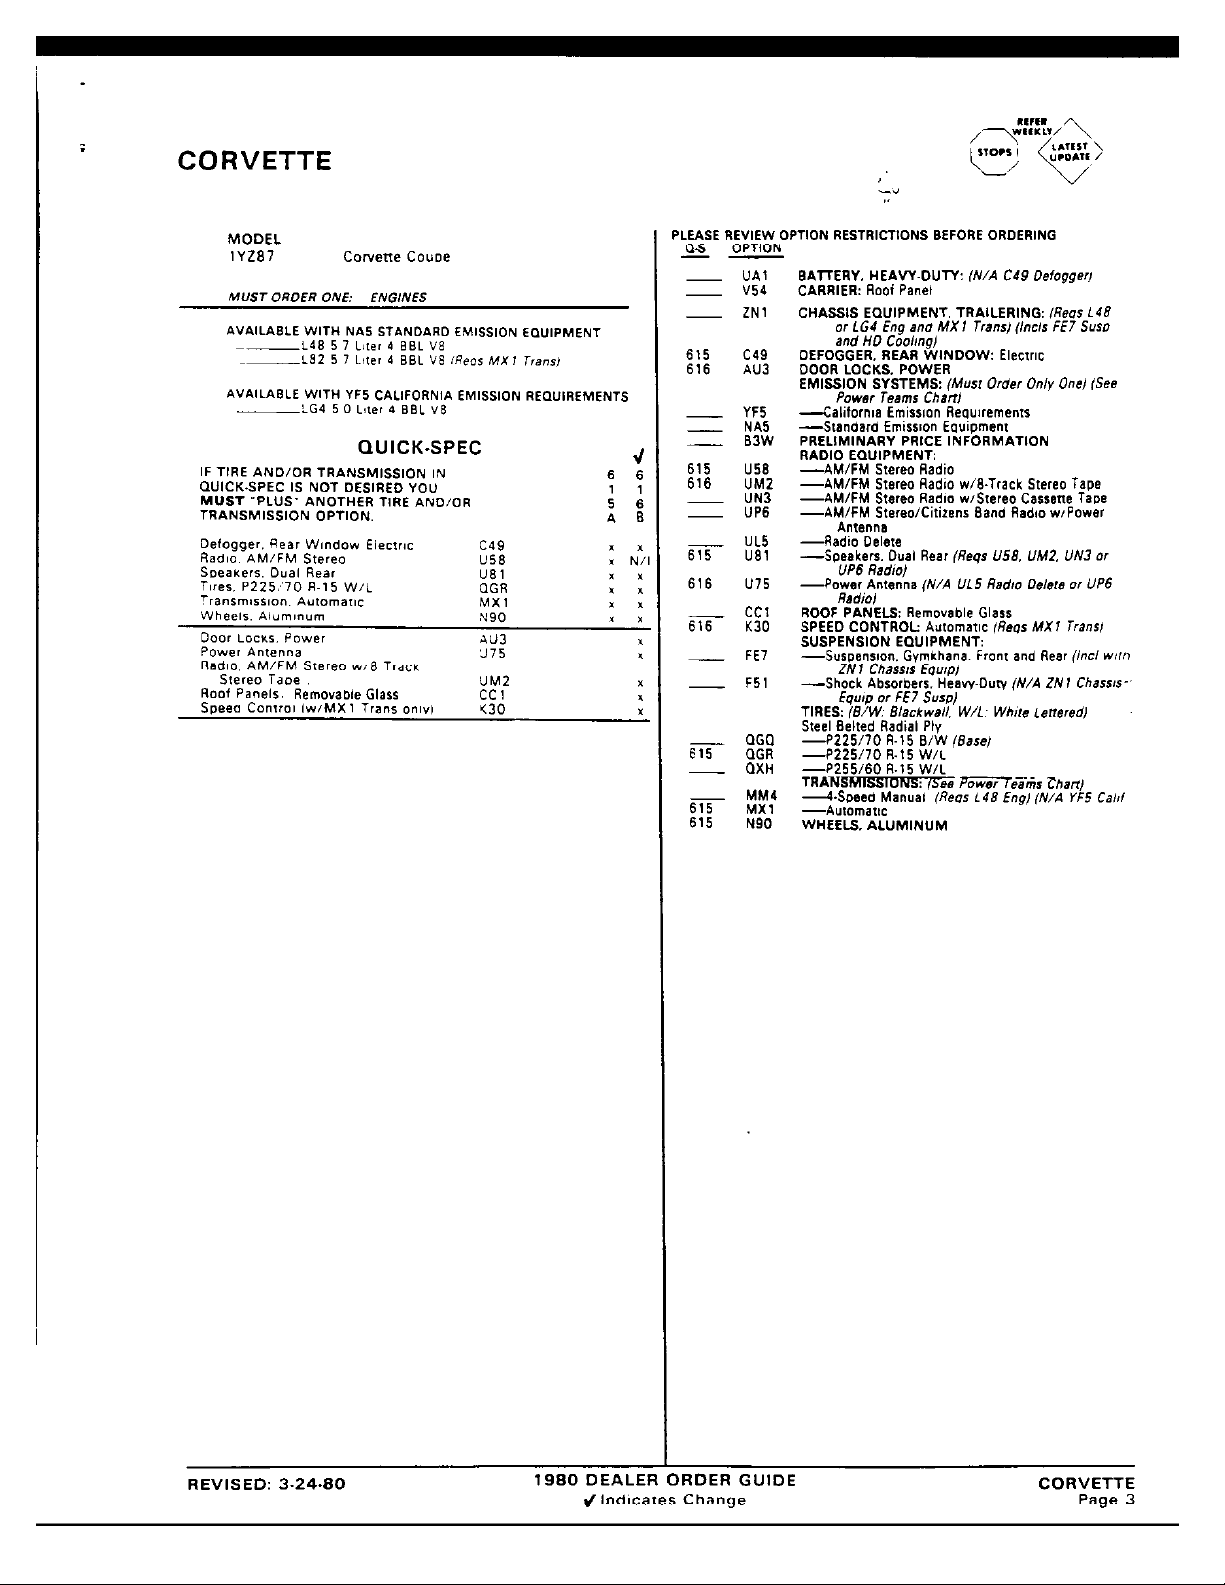 REFER
WEEKLY
STOPS
LATEST
UPDATE
CORVETTE
MODEL
1YZ87 Corvette Coupe
MUST ORDER ONE: ENGINES
AVAILABLE WITH NA5 STANDARD EMISSION EQUIPMENT
L48 5 7 Liter 4 BBL V8
L82 5 7 Liter 4 BBL V8 (Reqs MX1 Trans)
AVAILABLE WITH YF5 CALIFORNIA EMISSION REQUIREMENTS
LG4 5 0 Liter 4 BBL V8
QUICK-SPEC √
IF TIRE AND/OR TRANSMISSION IN 6 6
QUICK-SPEC IS NOT DESIRED YOU 1 1
MUST "PLUS" ANOTHER TIRE AND/OR 5 6
TRANSMISSION OPTION. A B
Defogger, Rear Window Electric C49 x x
Radio, AM/FM Stereo U58 x N/I
Speakers, Dual Rear U81 x x
Tires, P225/70 R-15 W/L QGR x x
Transmission, Automatic MX1 x x
Wheels, Aluminum N90 x x
Door Locks, Power AU3 x
Power Antenna U75 x
Radio, AM/FM Stereo w/8 Track
Stereo Tape UM2 x
Roof Panels, Removable Glass CC1 x
Speed Control (w/MX1 Trans only) K30 x
PLEASE REVIEW OPTION RESTRICTIONS BEFORE ORDERING
Q-S OPTION
UA1 BATTERY, HEAVY-DUTY: (N/A C49 Defogger)
V54 CARRIER: Roof Panel
ZN1 CHASSIS EQUIPMENT, TRAILERING: (Reqs L48
or LG4 Eng and MX1 Trans) (Incls FE7 Susp
and HD Cooling)
615 C49 DEFOGGER, REAR WINDOW: Electric
616 AU3 DOOR LOCKS, POWER
EMISSION SYSTEMS: (Must Order Only One) (See
Power Teams Chart)
YF5 —California Emission Requirements
NA5 —Standard Emission Equipment
B3W PRELIMINARY PRICE INFORMATION
RADIO EQUIPMENT:
615 U58 —AM/FM Stereo Radio
616 UM2 —AM/FM Stereo Radio w/8-Track Stereo Tape
UN3 —AM/FM Stereo Radio w/Stereo Cassette Tape
UP6 —AM/FM Stereo/Citizens Band Radio w/Power
Antenna
UL5 —Radio Delete
615 U81 —Speakers, Dual Rear (Reqs U58, UM2, UN3 or
UP6 Radio)
616 U75 —Power Antenna (N/A UL5 Radio Delete or UP6
Radio)
CC1 ROOF PANELS: Removable Glass
616 K30 SPEED CONTROL: Automatic (Reqs MX1 Trans)
SUSPENSION EQUIPMENT:
FE7 —Suspension, Gymkhana, Front and Rear (Incl with
ZN1 Chassis Equip)
F51 —Shock Absorbers, Heavy-Duty (N/A ZN1 Chassis
Equip or FE7 Susp)
TIRES: (B/W: Blackwall, W/L: White Lettered)
Steel Belted Radial Ply
QGQ —P225/70 R-15 B/W (Base)
615 QGR —P225/70 R-15 W/L
QXH —P255/60 R-15 W/L
TRANSMISSIONS: (See Power Teams Chart)
MM4 —4-Speed Manual (Reqs L48 Eng) (N/A YF5 Calif
615 MX1 —Automatic
615 N90 WHEELS, ALUMINUM
REVISED: 3-24-80 1980 DEALER ORDER GUIDE CORVETTE
√ Indicates Change Page 3